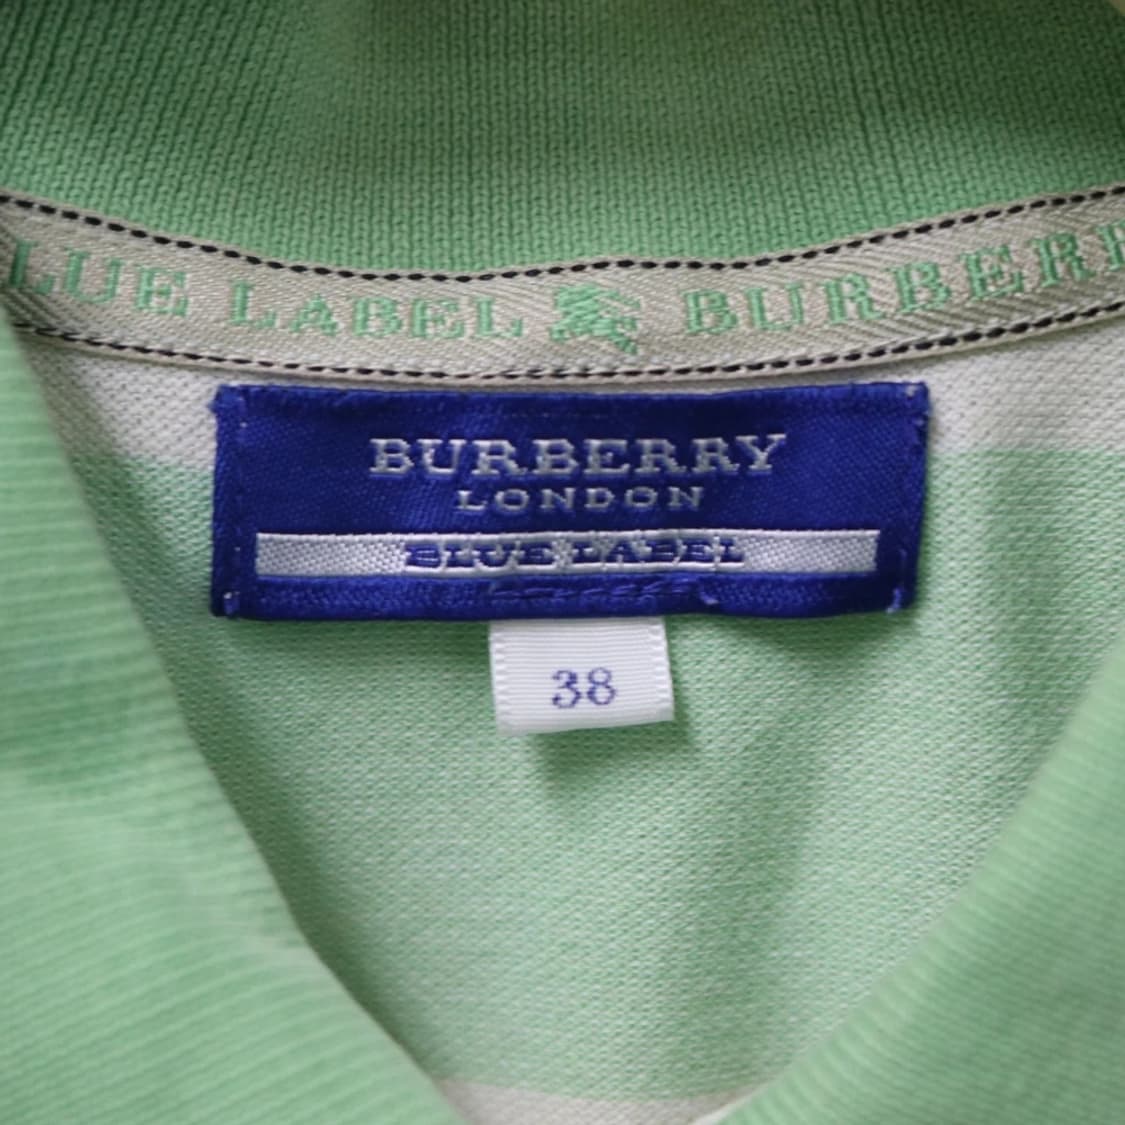 LUE LABEL BURBERR
BURBERRY
LONDON
BLUE LABEL
38